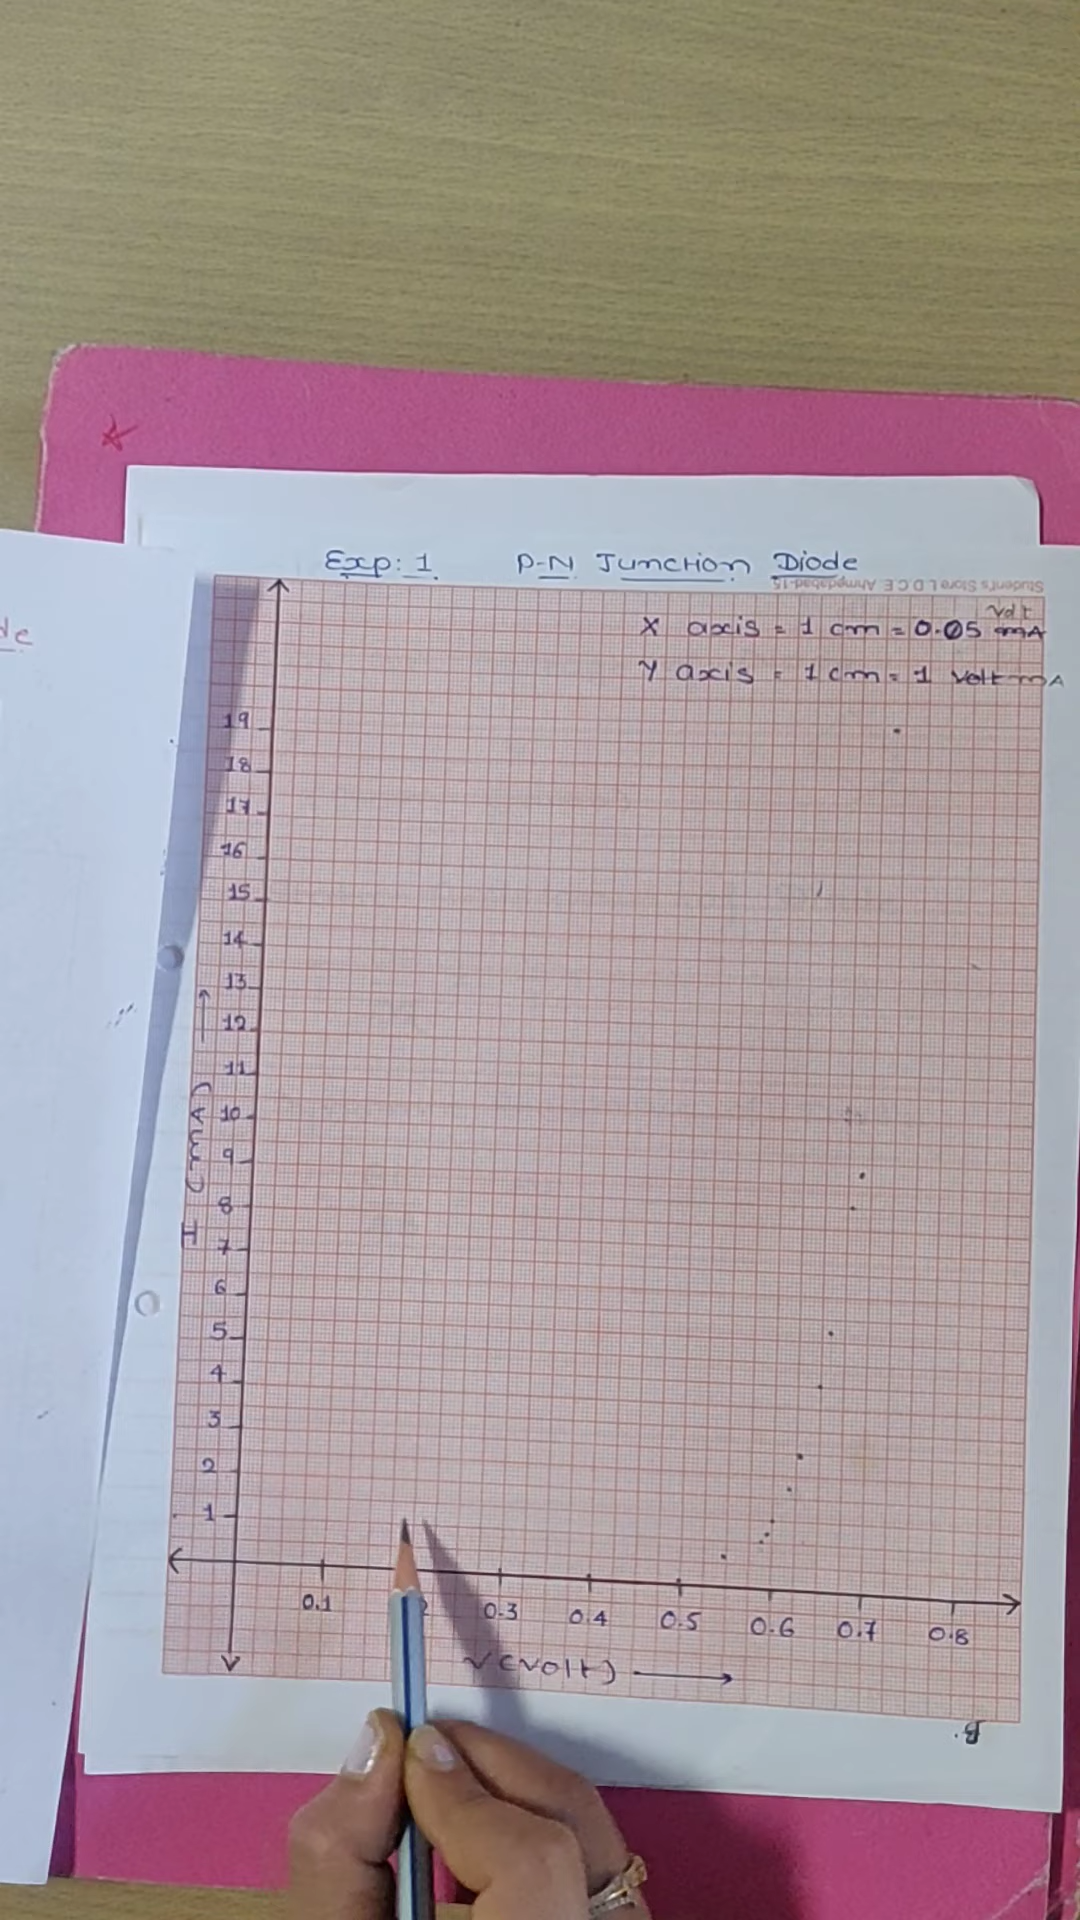 Exp: 1 P-N Junction Diode
Student's Store L D C E Ahmedabad-15
volt
X axis = 1 cm = 0.05 mA
Y axis = 1 cm = 1 volt mA
de
19
18
17
16
15
14
13
12
11
10
9
8
7
6
5
4
3
2
1
I (mA)
0.1 2 0.3 0.4 0.5 0.6 0.7 0.8
V (volt)
B.